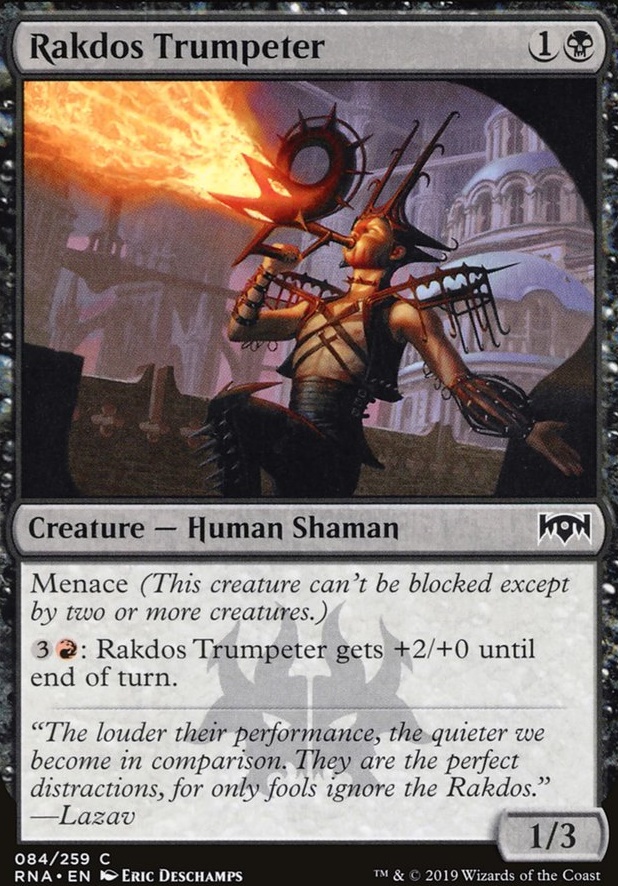 Rakdos Trumpeter 1
Creature — Human Shaman
Menace (This creature can't be blocked except
by two or more creatures.)
3: Rakdos Trumpeter gets +2/+0 until
end of turn.
“The louder their performance, the quieter we
become in comparison. They are the perfect
distractions, for only fools ignore the Rakdos.”
—Lazav
1/3
084/259 C
RNA • EN Eric Deschamps ™ & © 2019 Wizards of the Coast